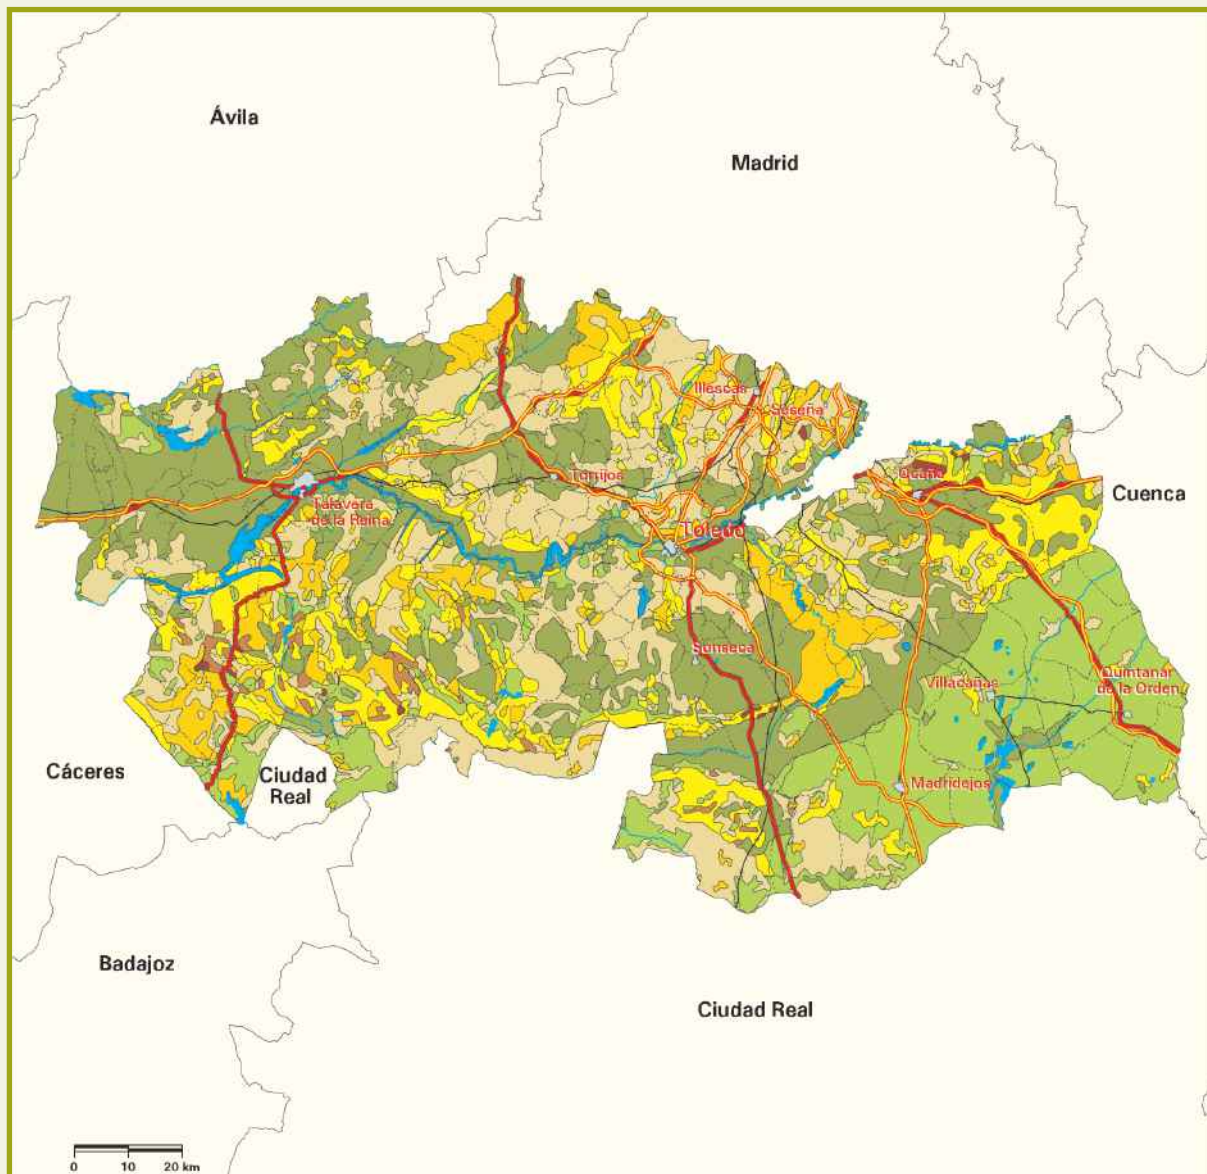 Ávila
Madrid
Illescas
Seseña
Ocaña
Cuenca
Torrijos
Talavera
de la Reina
Toledo
Sonseca
Villacañas
Quintanar
de la Orden
Cáceres
Ciudad
Real
Madridejos
Badajoz
Ciudad Real
0 10 20 km